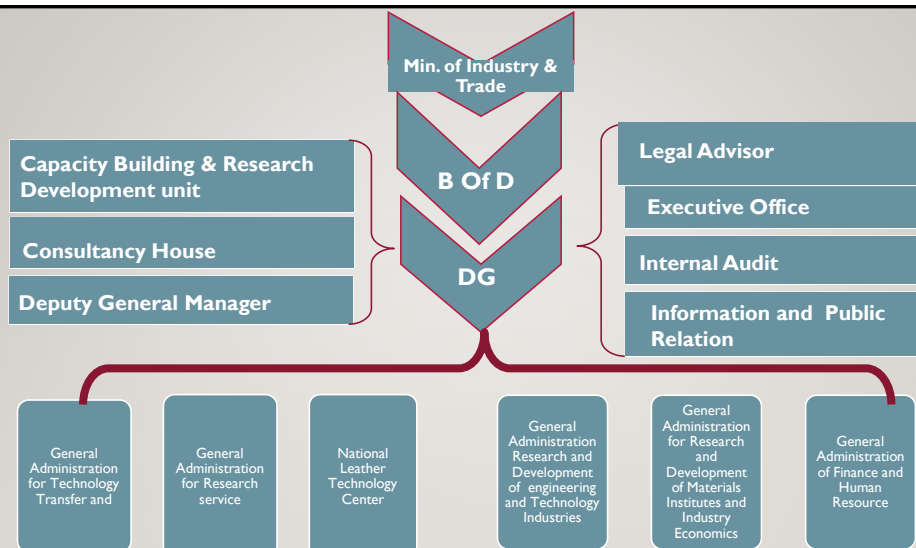 Min. of Industry &
Trade
B Of D
DG
Capacity Building & Research
Development unit
Consultancy House
Deputy General Manager
Legal Advisor
Executive Office
Internal Audit
Information and Public
Relation
General
Administration
for Technology
Transfer and
General
Administration
for Research
service
National
Leather
Technology
Center
General
Administration
Research and
Development
of engineering
and Technology
Industries
General
Administration
for Research
and
Development
of Materials
Institutes and
Industry
Economics
General
Administration
of Finance and
Human
Resource